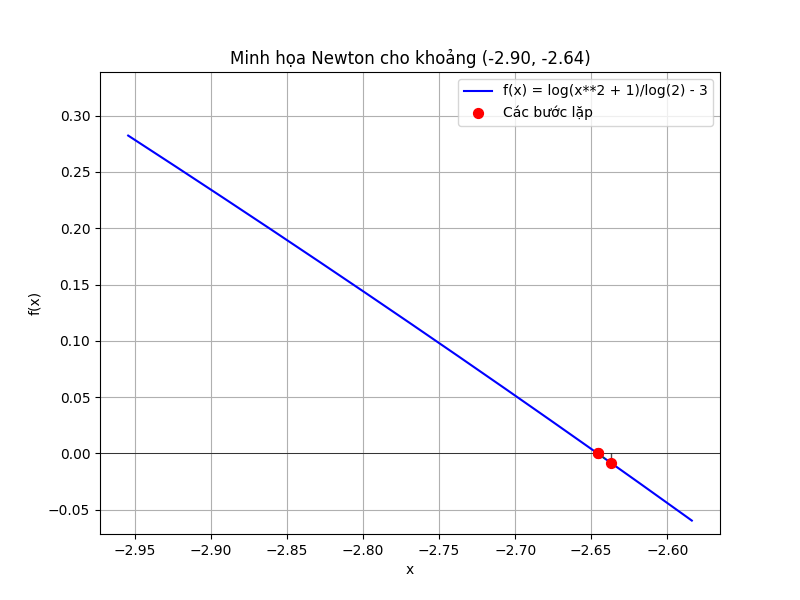 Minh họa Newton cho khoảng (-2.90, -2.64)
f(x) = log(x**2 + 1)/log(2) - 3
Các bước lặp
f(x)
0.30
0.25
0.20
0.15
0.10
0.05
0.00
−0.05
−2.95 −2.90 −2.85 −2.80 −2.75 −2.70 −2.65 −2.60
x